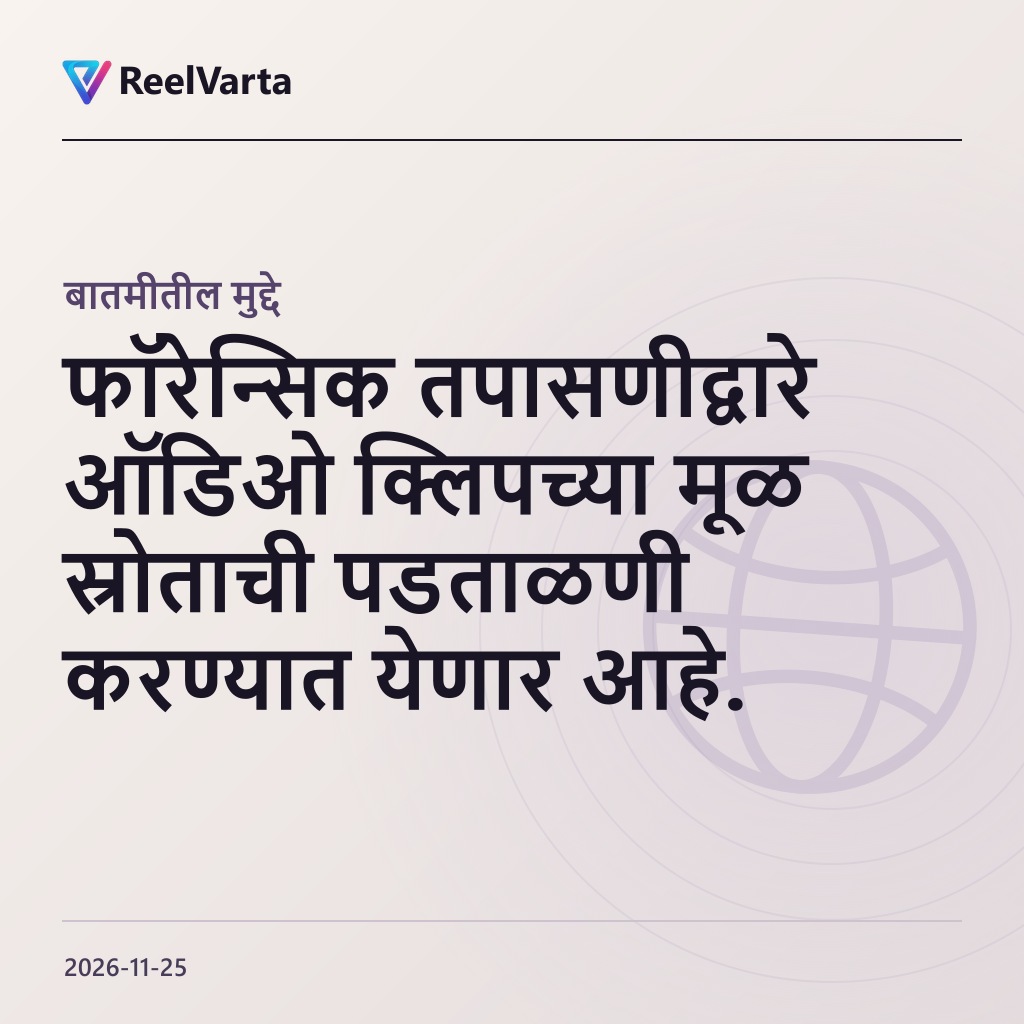 ReelVarta
बातमीतील मुद्दे
फॉरेन्सिक तपासणीद्वारे
ऑडिओ क्लिपच्या मूळ
स्रोताची पडताळणी
करण्यात येणार आहे.
2026-11-25